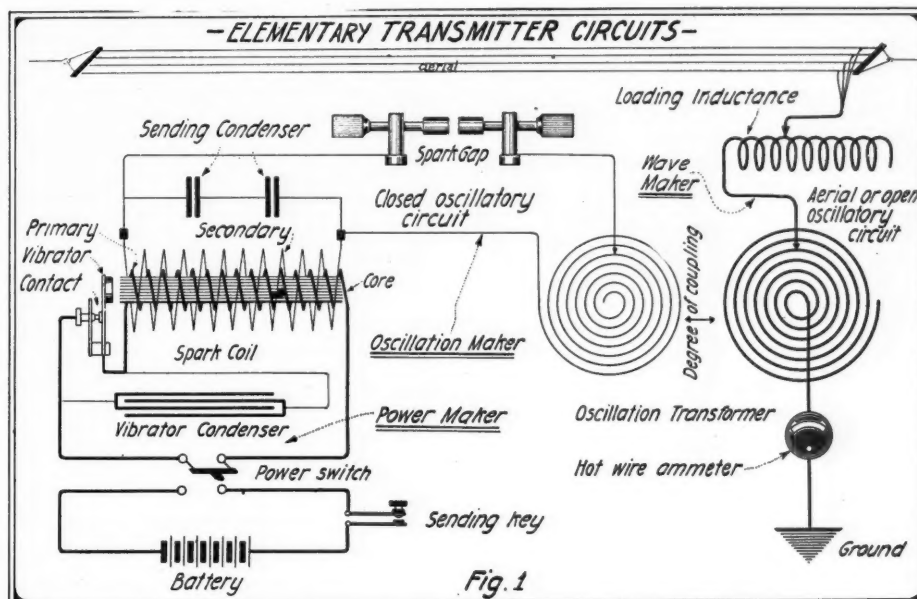 -ELEMENTARY TRANSMITTER CIRCUITS-
aerial
Loading Inductance
Sending Condenser
Spark Gap
Wave
Maker
Aerial or open
oscillatory
circuit
Closed oscillatory
circuit
Primary
Secondary
Vibrator
Contact
Core
Degree of coupling
Spark Coil
Oscillation Maker
Oscillation Transformer
Power Maker
Vibrator Condenser
Hot wire ammeter
Power switch
Sending key
Ground
Battery
Fig. 1